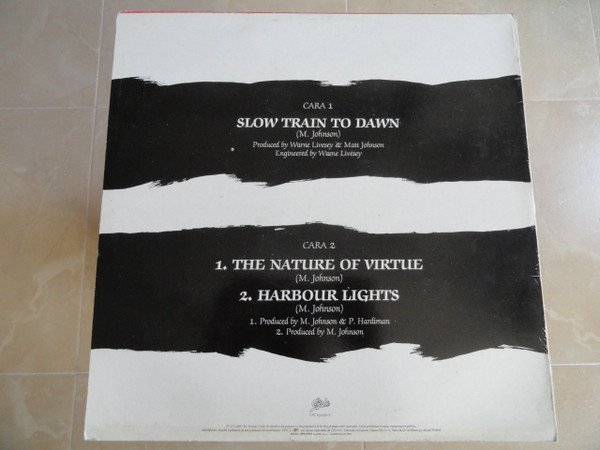 CARA 1
SLOW TRAIN TO DAWN
(M. Johnson)
Produced by Warne Livesey & Matt Johnson
Engineered by Warne Livesey
CARA 2
1. THE NATURE OF VIRTUE
(M. Johnson)
2. HARBOUR LIGHTS
(M. Johnson)
1. Produced by M. Johnson & P. Hardiman
2. Produced by M. Johnson
Epic